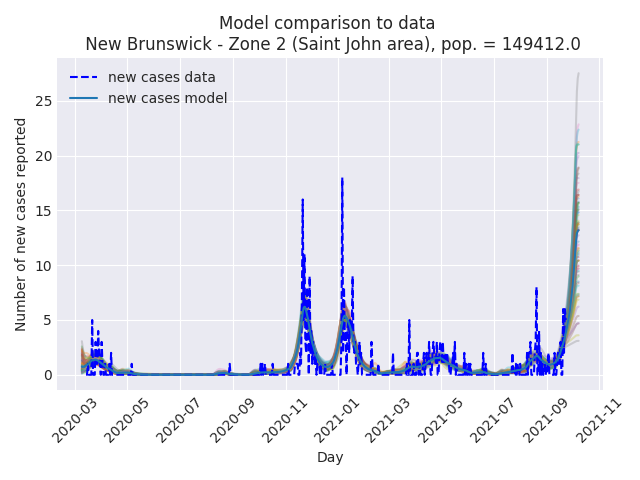 Model comparison to data
New Brunswick - Zone 2 (Saint John area), pop. = 149412.0
new cases data
new cases model
Number of new cases reported
25
20
15
10
5
0
2020-03
2020-05
2020-07
2020-09
2020-11
2021-01
2021-03
2021-05
2021-07
2021-09
2021-11
Day